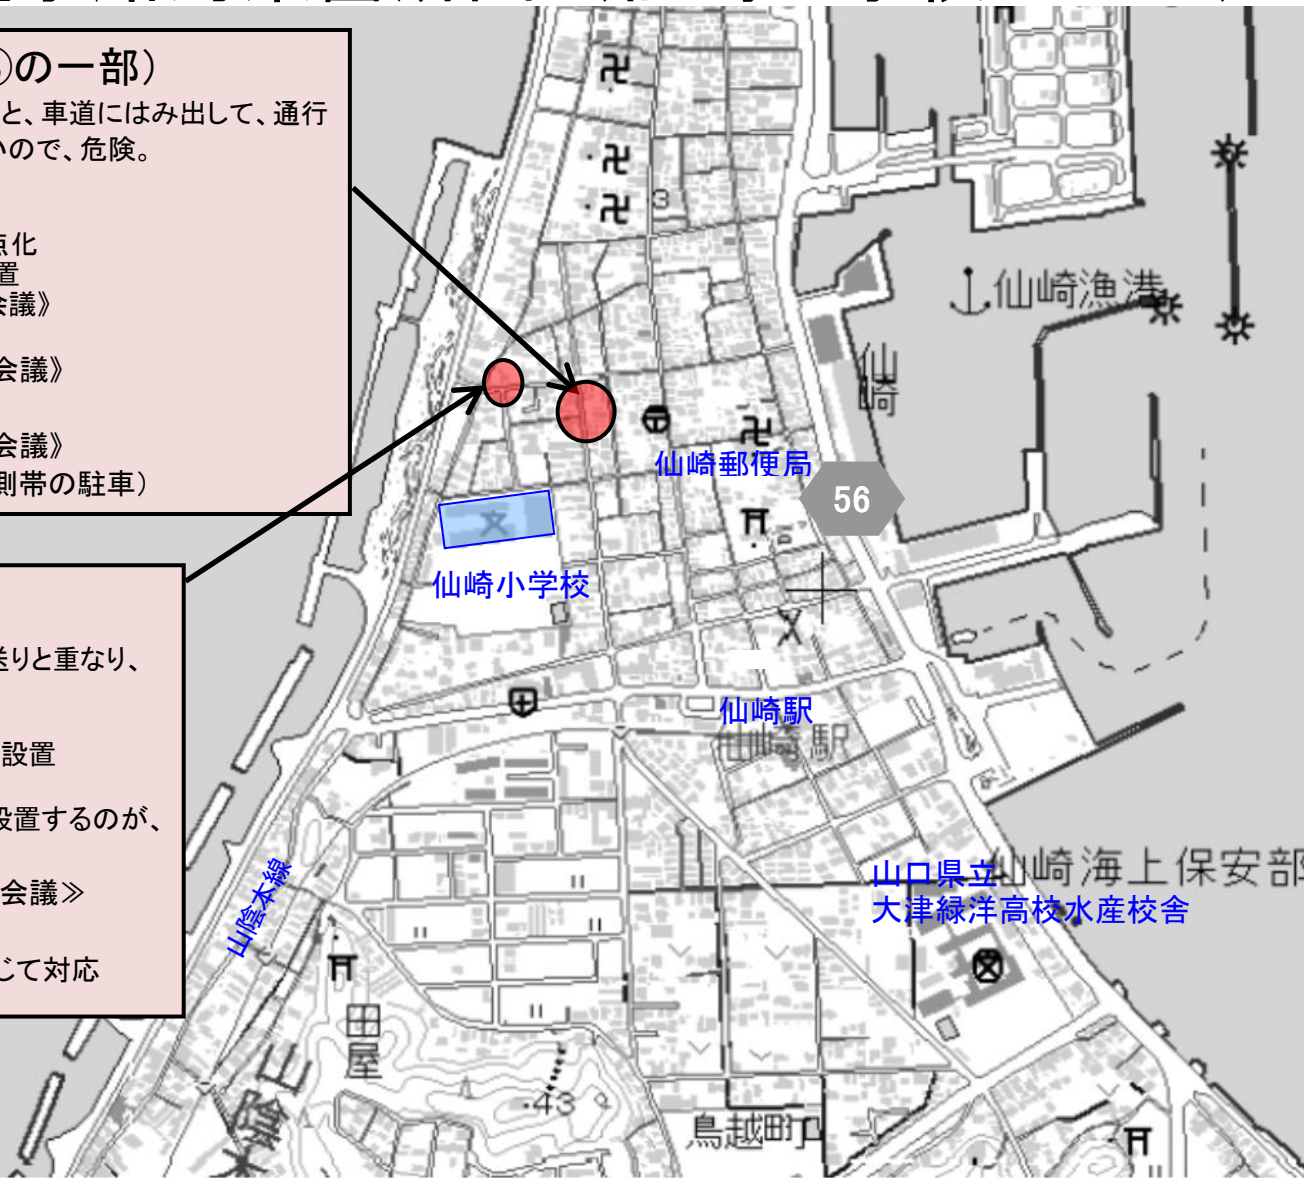 の一部）
と、車道にはみ出して、通行
いので、危険。
点化
置
会議》
会議》
会議》
側帯の駐車）
送りと重なり、
設置
設置するのが、
会議≫
じて対応
3
仙崎漁港
仙崎
仙崎郵便局
56
文
仙崎小学校
仙崎駅
仙崎駅
山陰本線
山口県立
大津緑洋高校水産校舎
仙崎海上保安部
田屋
山陰本
43
鳥越町